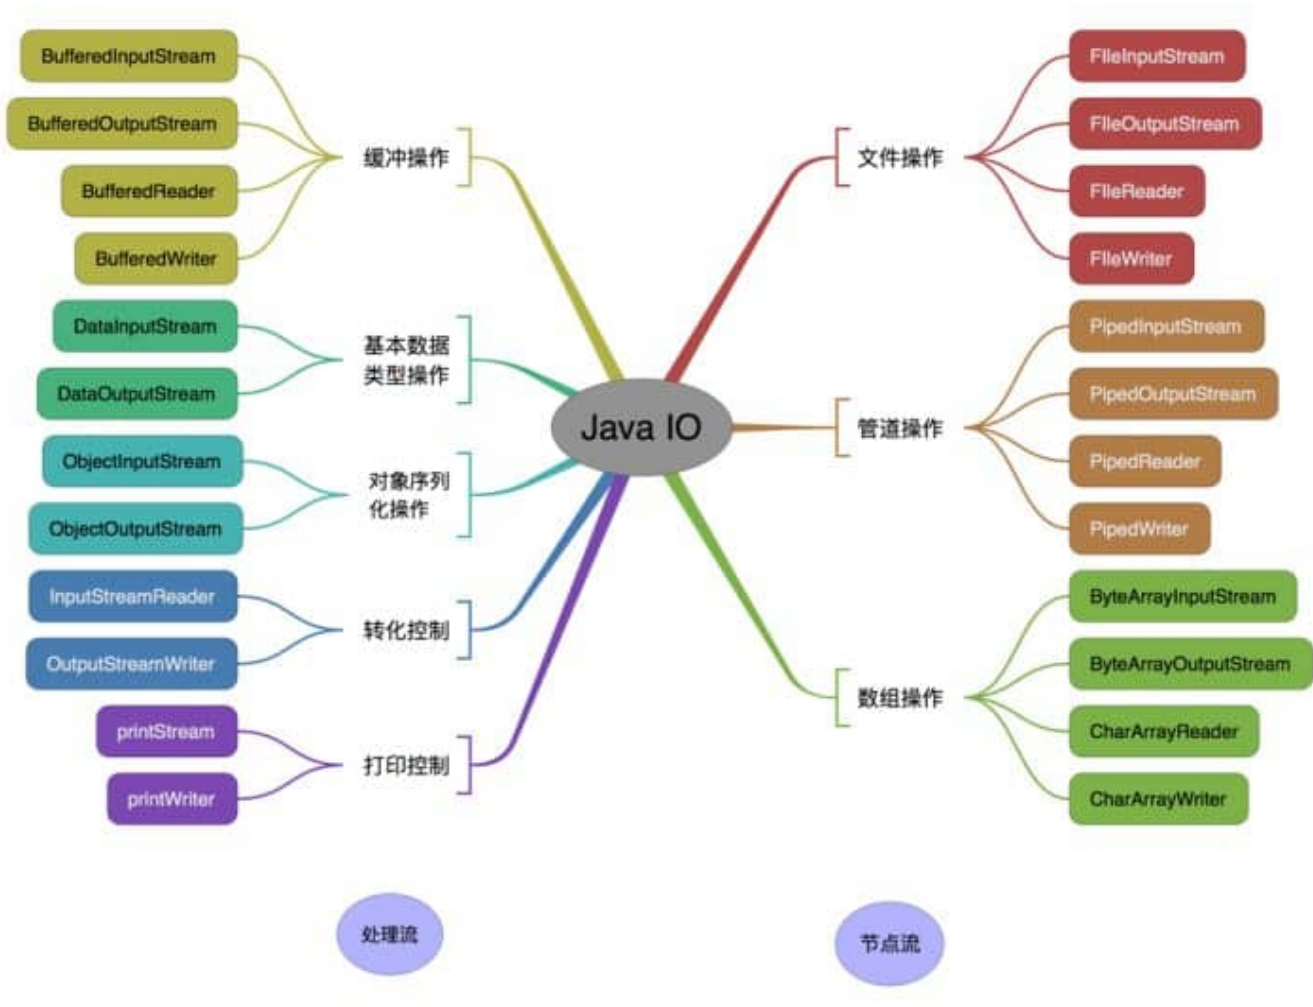 BufferedInputStream
BufferedOutputStream
BufferedReader
BufferedWriter
缓冲操作
DataInputStream
DataOutputStream
基本数据
类型操作
ObjectInputStream
ObjectOutputStream
对象序列
化操作
InputStreamReader
OutputStreamWriter
转化控制
printStream
printWriter
打印控制
Java IO
文件操作
FIleInputStream
FIleOutputStream
FIleReader
FIleWriter
管道操作
PipedInputStream
PipedOutputStream
PipedReader
PipedWriter
数组操作
ByteArrayInputStream
ByteArrayOutputStream
CharArrayReader
CharArrayWriter
处理流
节点流